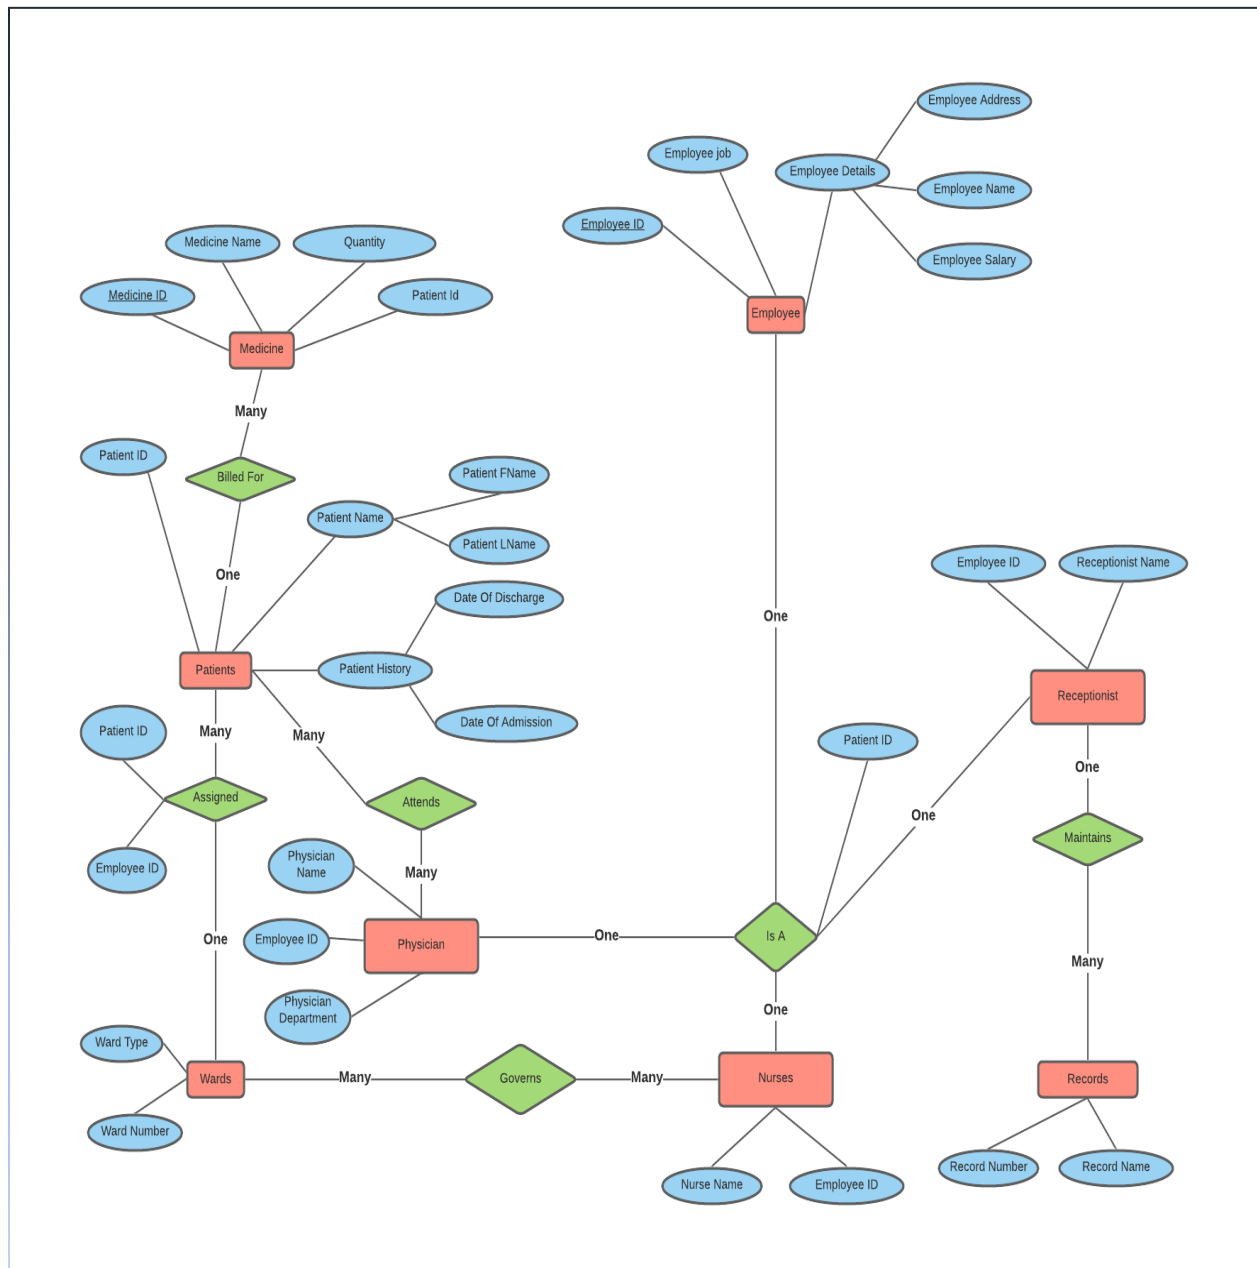 Employee Address
Employee job
Employee Details
Employee Name
Employee ID
Medicine Name
Quantity
Employee Salary
Medicine ID
Patient Id
Employee
Medicine
Many
Patient ID
Billed For
Patient FName
Patient Name
Patient LName
One
Date Of Discharge
One
Employee ID
Receptionist Name
Patients
Patient History
Receptionist
Patient ID
Many
Many
Date Of Admission
Patient ID
One
Assigned
Attends
One
Maintains
Physician
Name
Employee ID
Many
One
Employee ID
Physician
One
Is A
Many
Physician
Department
One
Ward Type
Wards
Many
Governs
Many
Nurses
Records
Ward Number
Record Number
Record Name
Nurse Name
Employee ID